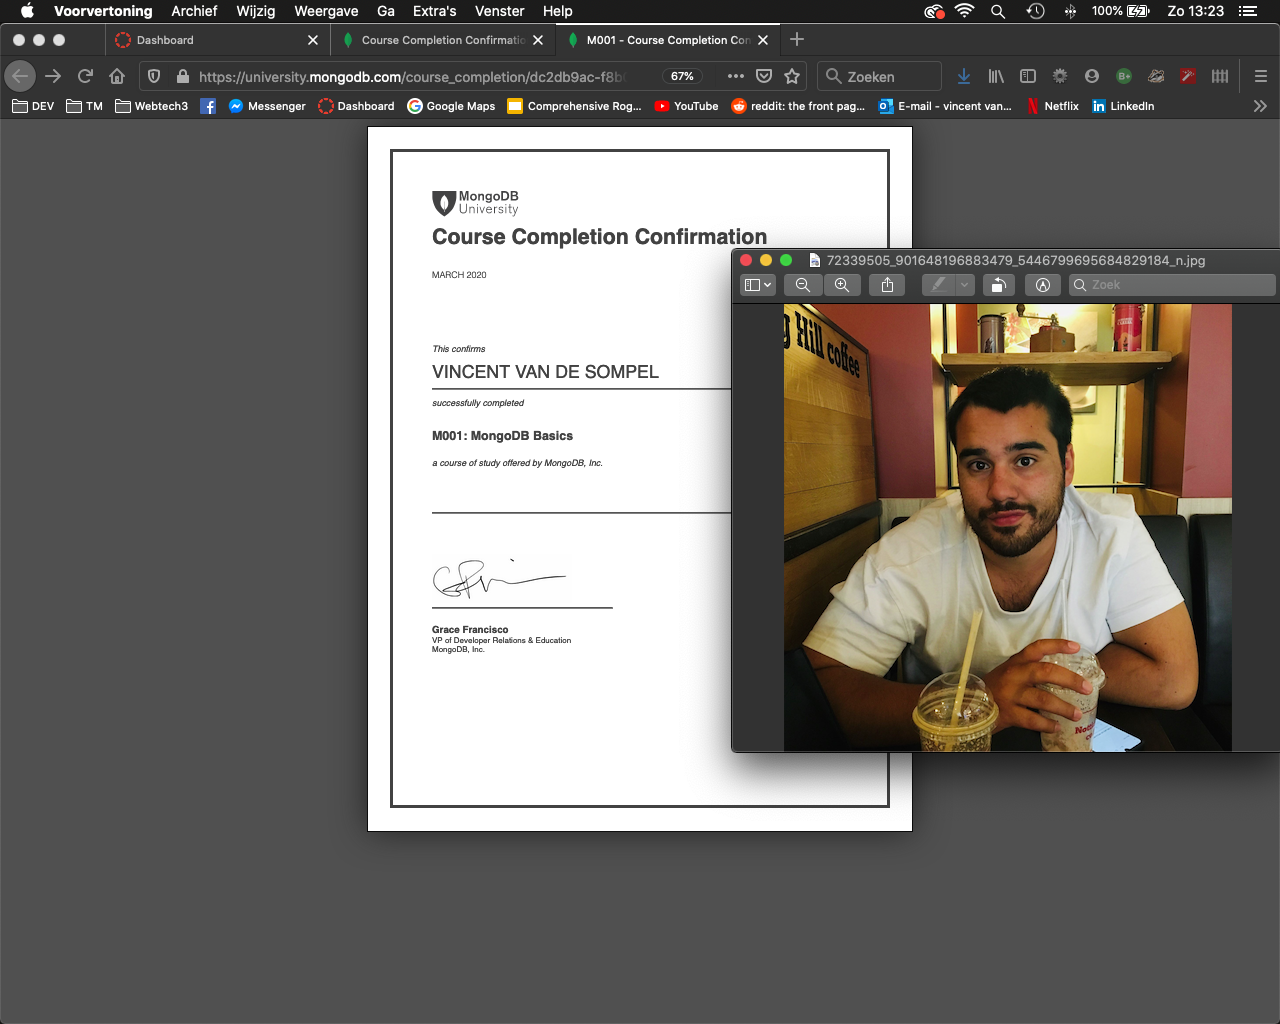 Voorvertoning Archief Wijzig Weergave Ga Extra's Venster Help 100% Zo 13:23
Dashboard Course Completion Confirmatio M001 - Course Completion Con
https://university.mongodb.com/course_completion/dc2db9ac-f8b 67% Zoeken
DEV TM Webtech3 Messenger Dashboard Google Maps Comprehensive Rog... YouTube reddit: the front pag... E-mail - vincent van... Netflix LinkedIn
MongoDB
University
Course Completion Confirmation
MARCH 2020
This confirms
VINCENT VAN DE SOMPEL
successfully completed
M001: MongoDB Basics
a course of study offered by MongoDB, Inc.
Grace Francisco
VP of Developer Relations & Education
MongoDB, Inc.
72339505_901648196883479_5446799695684829184_n.jpg
Zoek
g Hill coffee